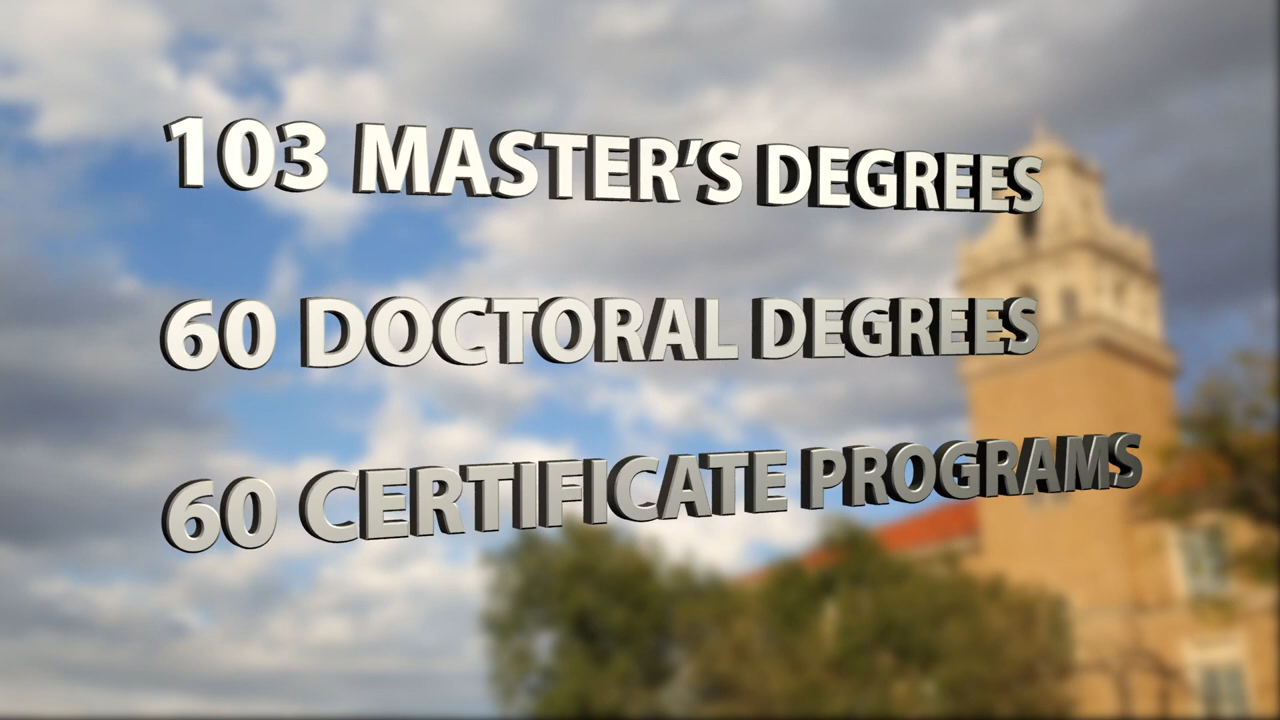 103 MASTER’S DEGREES
60 DOCTORAL DEGREES
60 CERTIFICATE PROGRAMS